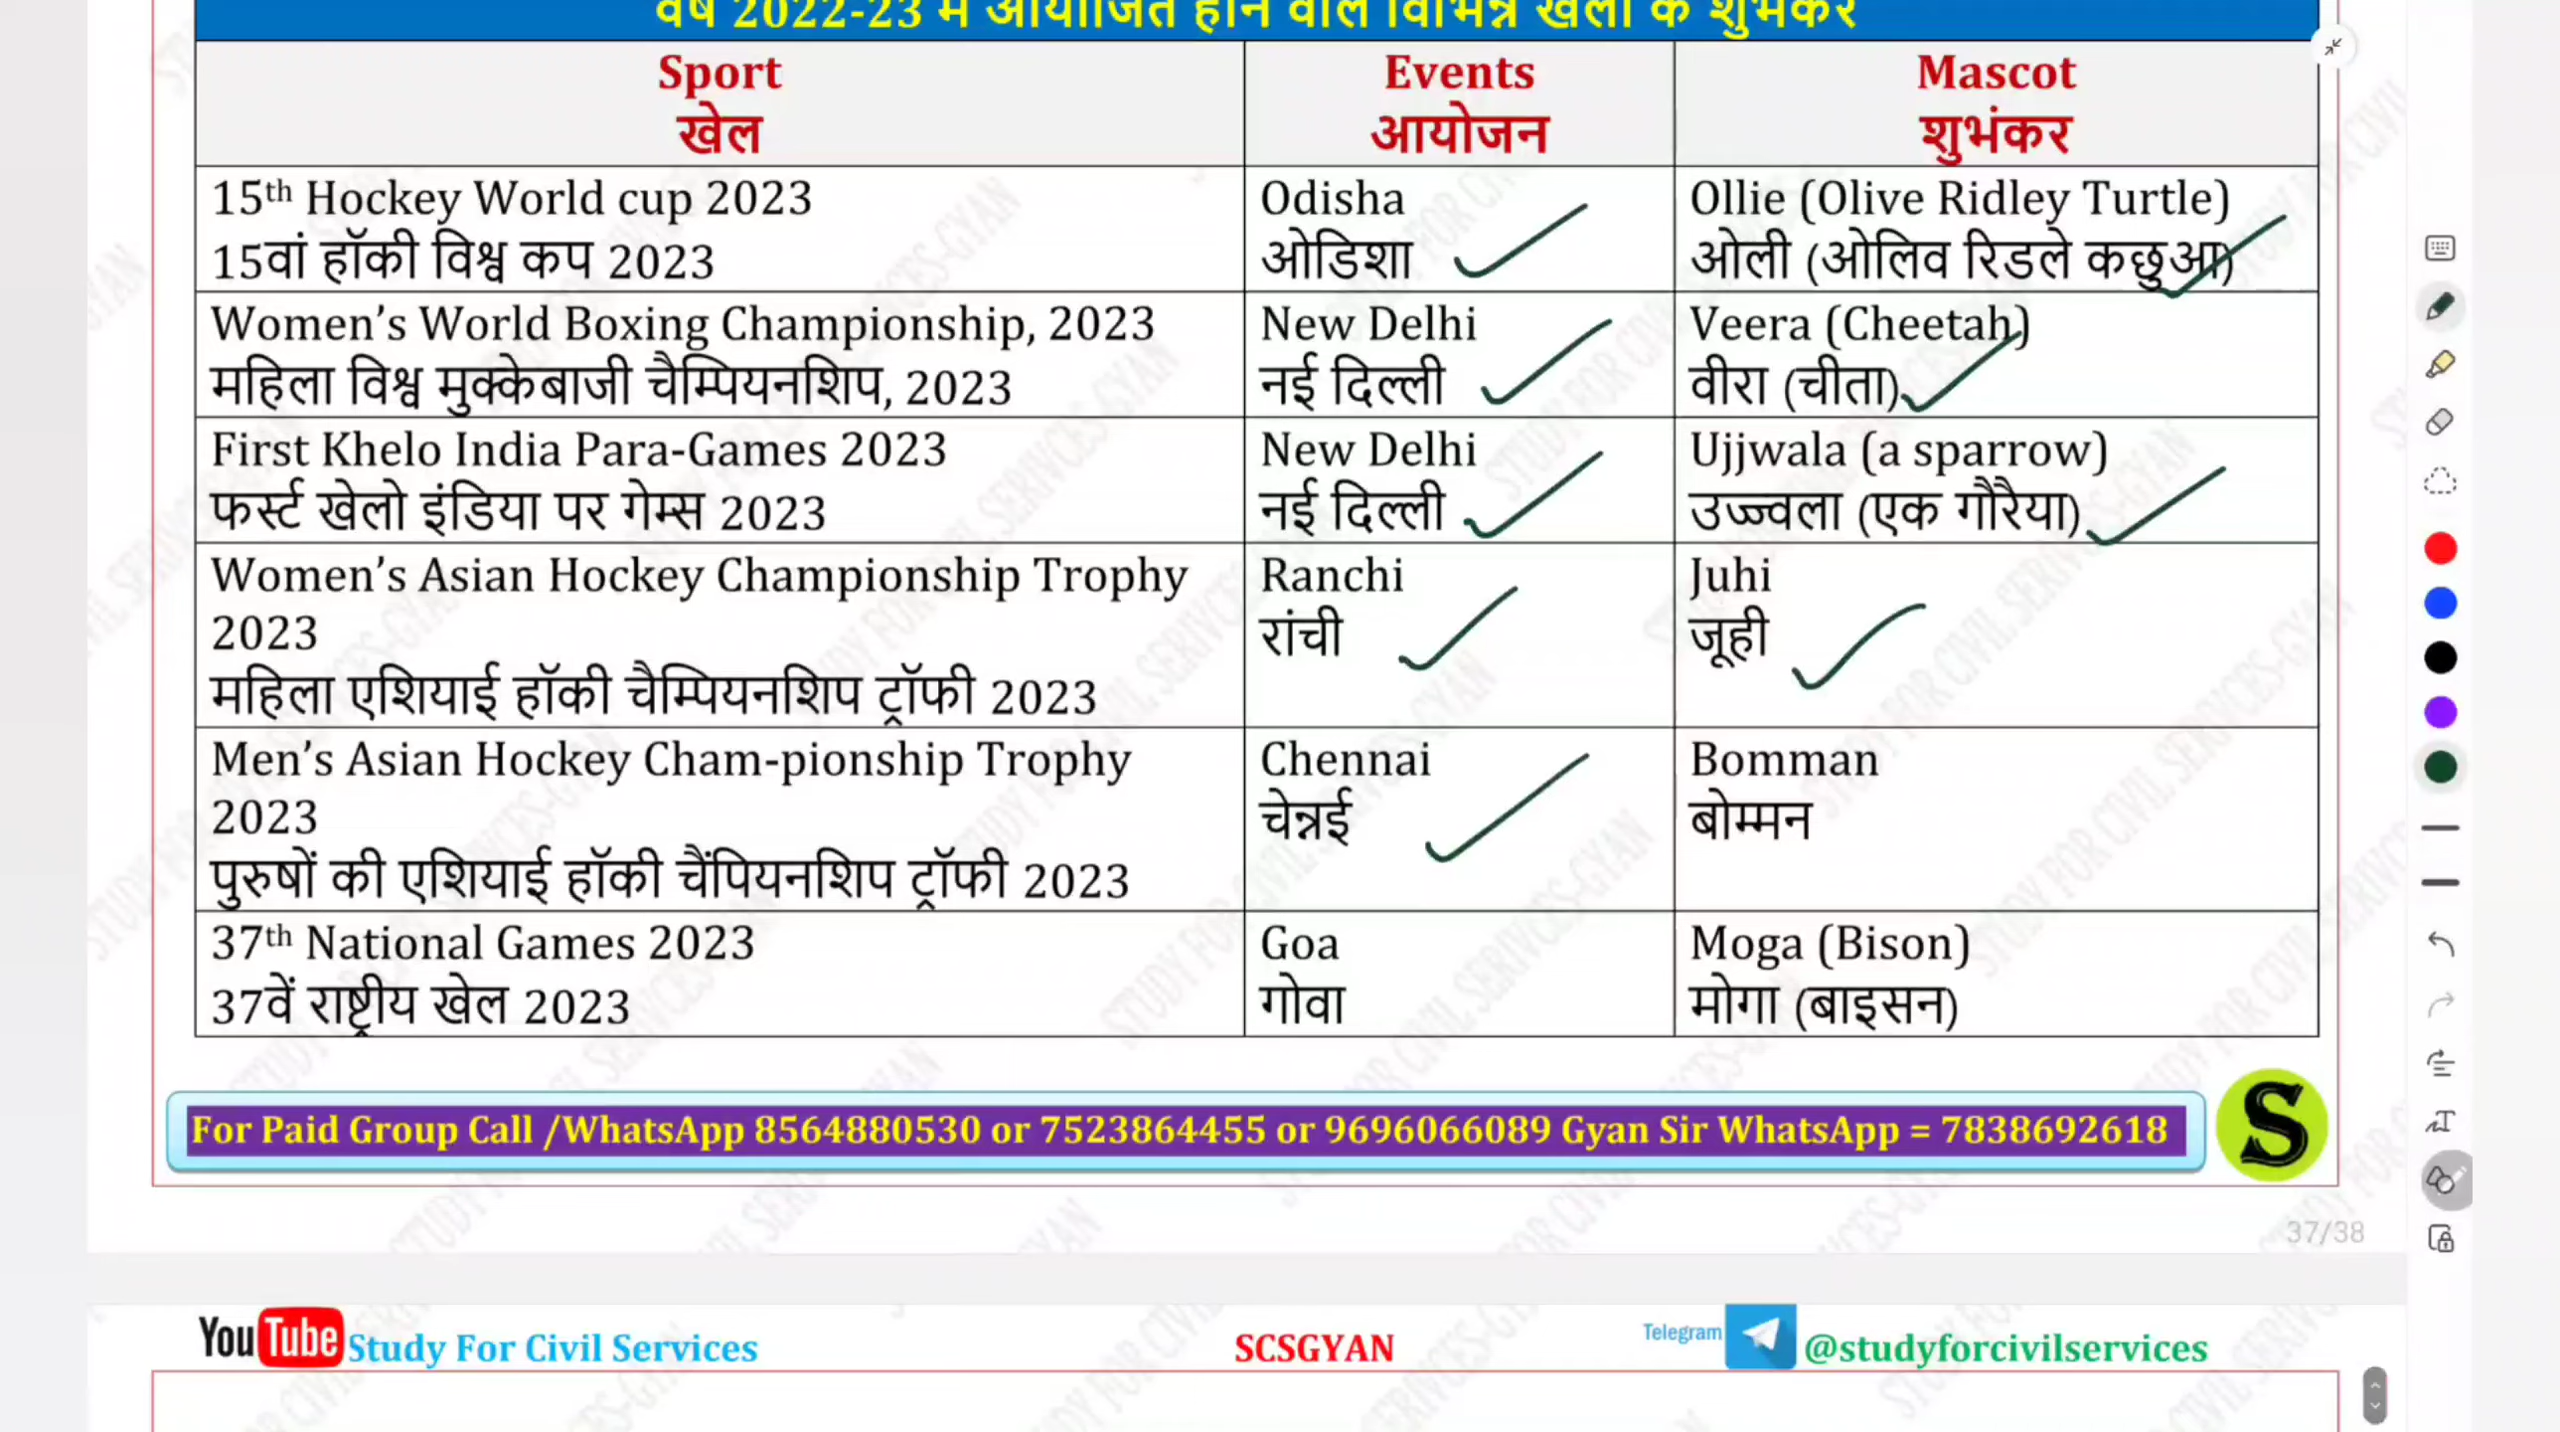 वर्ष 2022-23 में आयोजित होने वाले विभिन्न खेलों के शुभंकर
Sport
खेल
Events
आयोजन
Mascot
शुभंकर
15th Hockey World cup 2023
15वां हॉकी विश्व कप 2023
Odisha
ओडिशा
Ollie (Olive Ridley Turtle)
ओली (ओलिव रिडले कछुआ)
Women's World Boxing Championship, 2023
महिला विश्व मुक्केबाजी चैम्पियनशिप, 2023
New Delhi
नई दिल्ली
Veera (Cheetah)
वीरा (चीता)
First Khelo India Para-Games 2023
फर्स्ट खेलो इंडिया पर गेम्स 2023
New Delhi
नई दिल्ली
Ujjwala (a sparrow)
उज्ज्वला (एक गौरैया)
Women's Asian Hockey Championship Trophy
2023
महिला एशियाई हॉकी चैम्पियनशिप ट्रॉफी 2023
Ranchi
रांची
Juhi
जूही
Men's Asian Hockey Cham-pionship Trophy
2023
पुरुषों की एशियाई हॉकी चैंपियनशिप ट्रॉफी 2023
Chennai
चेन्नई
Bomman
बोम्मन
37th National Games 2023
37वें राष्ट्रीय खेल 2023
Goa
गोवा
Moga (Bison)
मोगा (बाइसन)
For Paid Group Call /WhatsApp 8564880530 or 7523864455 or 9696066089 Gyan Sir WhatsApp = 7838692618
S
37/38
YouTube Study For Civil Services
SCSGYAN
Telegram @studyforcivilservices
STUDY FOR CIVIL SERIVCES-GYAN